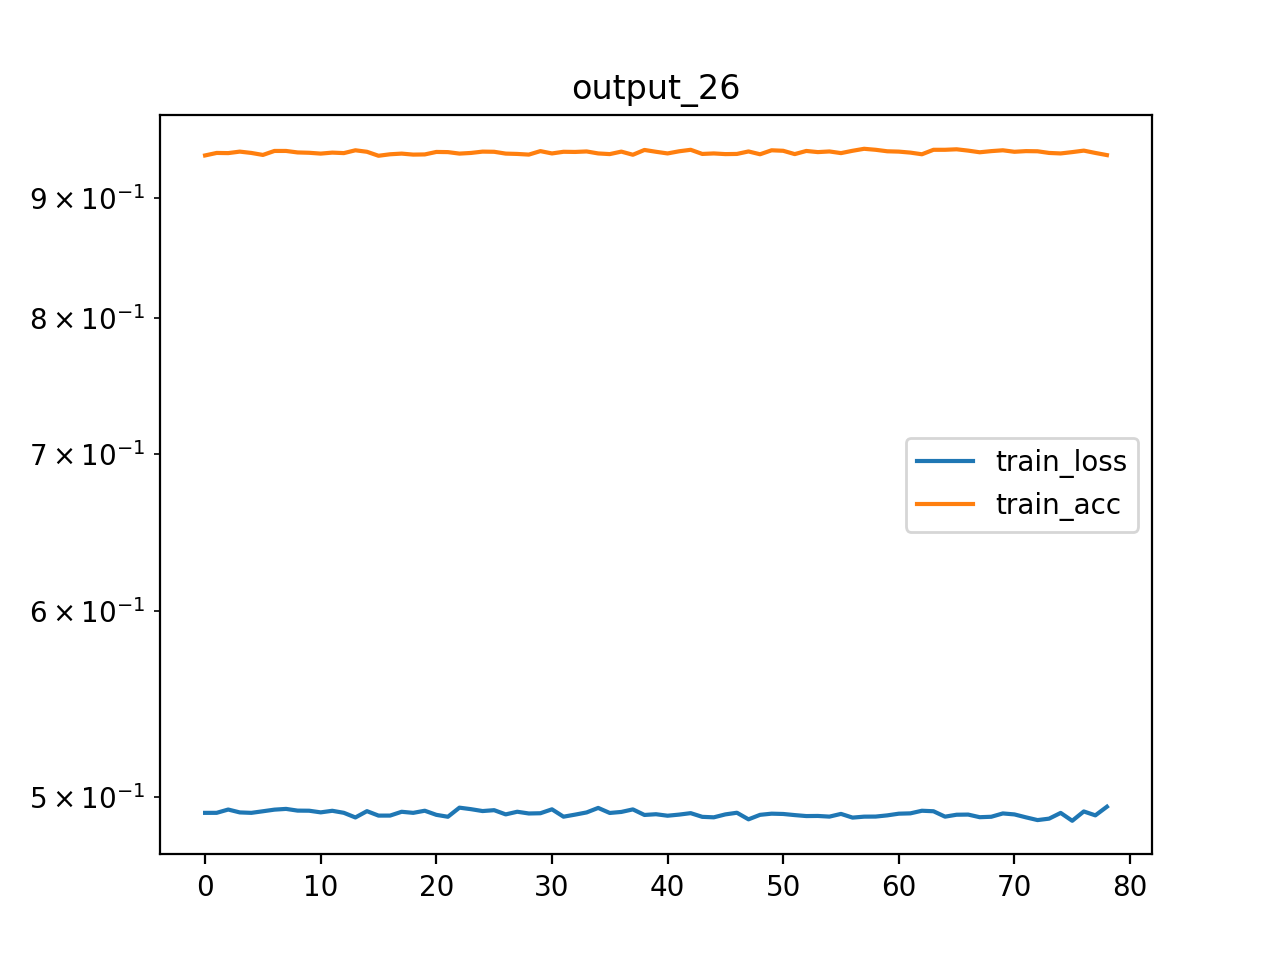 output_26
9 × 10⁻¹
8 × 10⁻¹
7 × 10⁻¹
6 × 10⁻¹
5 × 10⁻¹
train_loss
train_acc
0 10 20 30 40 50 60 70 80